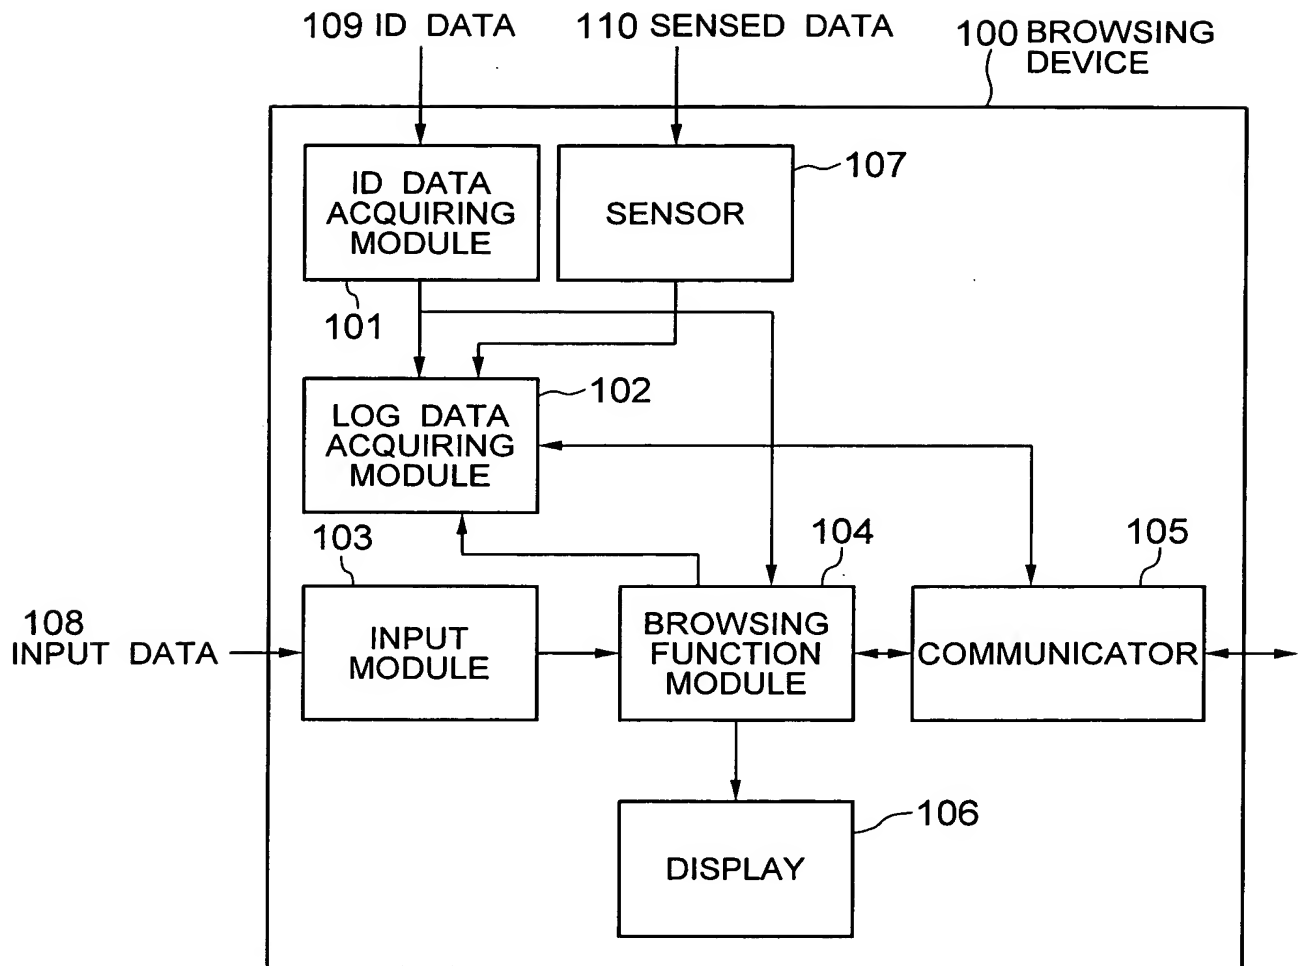 109 ID DATA
110 SENSED DATA
100 BROWSING
DEVICE
ID DATA
ACQUIRING
MODULE
101
SENSOR
107
LOG DATA
ACQUIRING
MODULE
102
103
INPUT
MODULE
108
INPUT DATA
104
BROWSING
FUNCTION
MODULE
105
COMMUNICATOR
106
DISPLAY